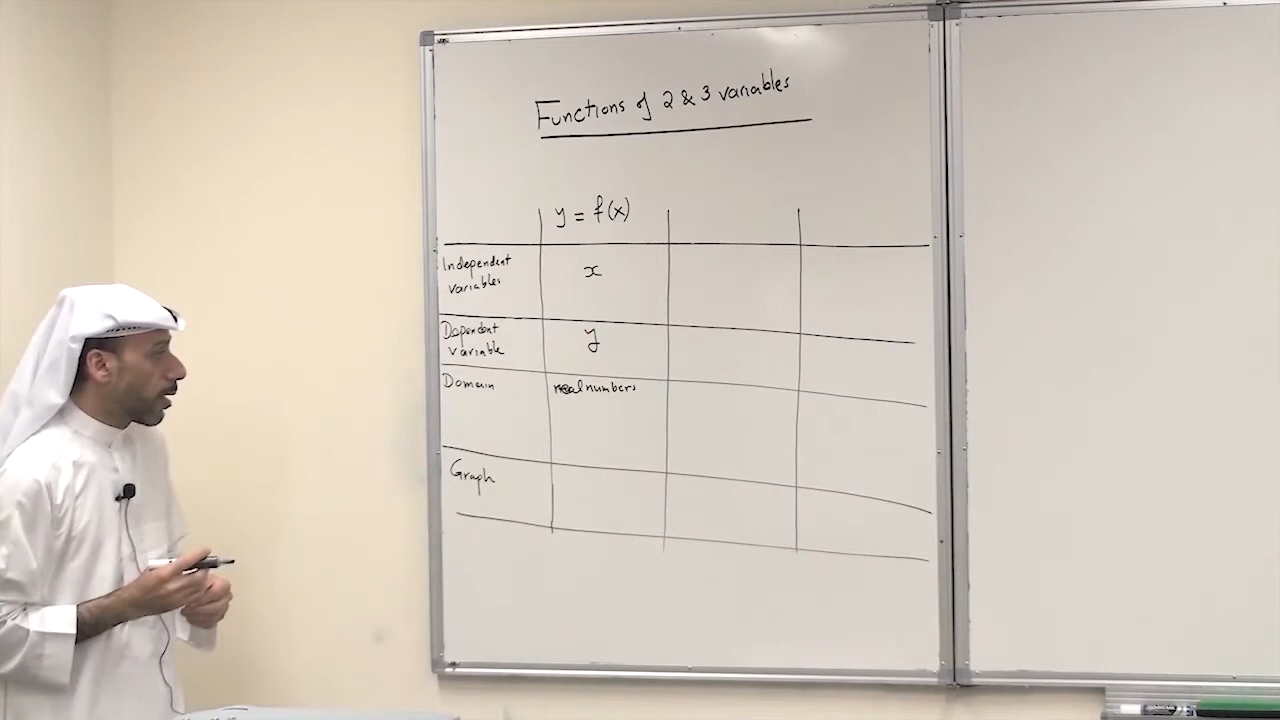 Functions of 2 & 3 variables
y = f(x)
Independent
variables
x
Dependent
variable
y
Domain
real numbers
Graph